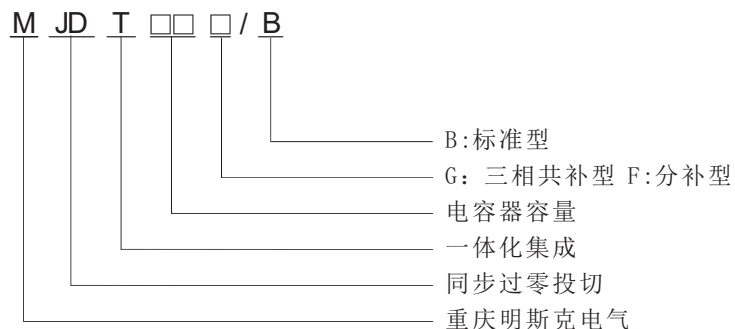 M JD T □□ □ / B
B:标准型
G: 三相共补型 F:分补型
电容器容量
一体化集成
同步过零投切
重庆明斯克电气